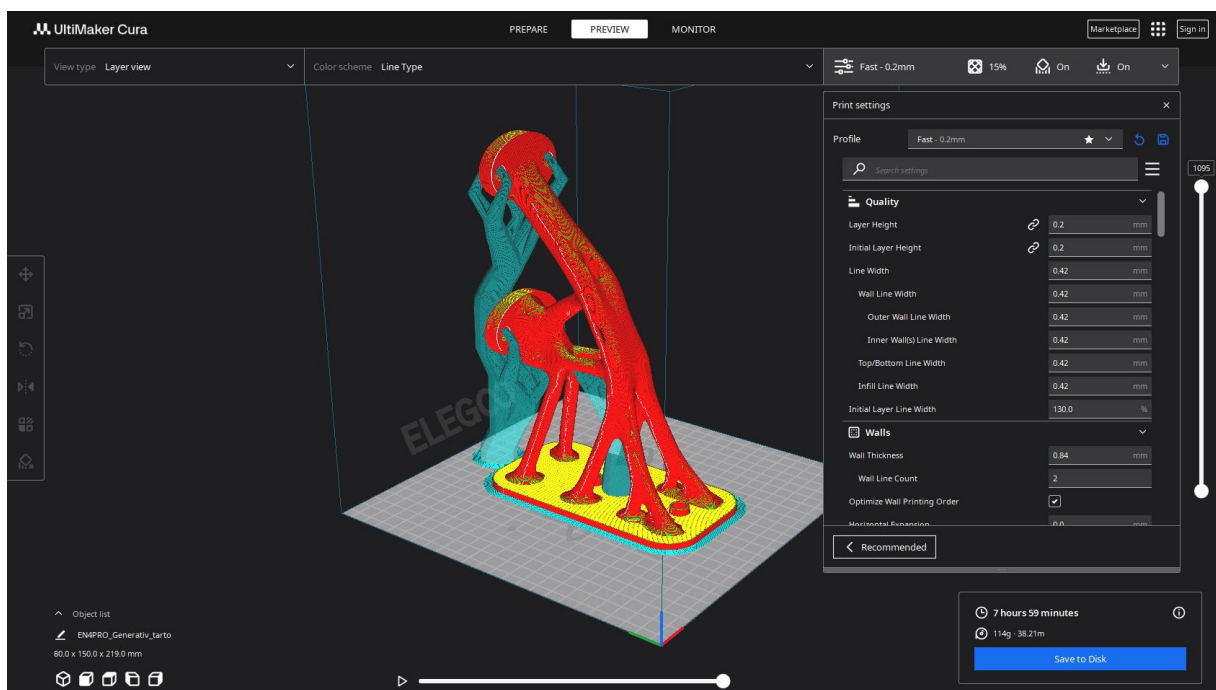 UltiMaker Cura
PREPARE PREVIEW MONITOR
Marketplace Sign in
View type Layer view
Color scheme Line Type
Fast - 0.2mm 15% On On
Print settings
Profile Fast - 0.2mm
Search settings
1095
Quality
Layer Height 0.2 mm
Initial Layer Height 0.2 mm
Line Width 0.42 mm
Wall Line Width 0.42 mm
Outer Wall Line Width 0.42 mm
Inner Wall(s) Line Width 0.42 mm
Top/Bottom Line Width 0.42 mm
Infill Line Width 0.42 mm
Initial Layer Line Width 130.0 %
Walls
Wall Thickness 0.84 mm
Wall Line Count 2
Optimize Wall Printing Order
Horizontal Expansion 0.0 mm
Recommended
Object list
EN4PRO_Generativ_tarto
80.0 x 150.0 x 219.0 mm
7 hours 59 minutes
114g · 38.21m
Save to Disk